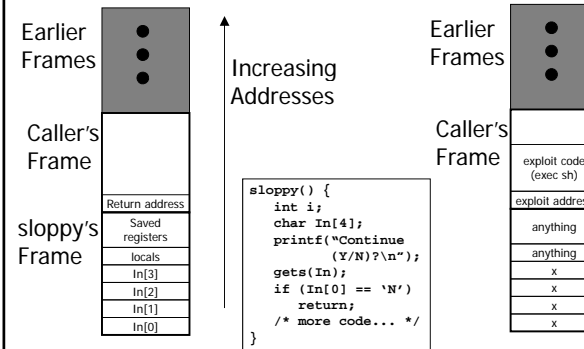 Earlier
Frames
Caller's
Frame
Return address
sloppy's
Frame
Saved
registers
locals
In[3]
In[2]
In[1]
In[0]
Increasing
Addresses
sloppy() {
int i;
char In[4];
printf(“Continue
(Y/N)?\n”);
gets(In);
if (In[0] == ‘N’)
return;
/* more code... */
}
Earlier
Frames
Caller's
Frame
exploit code
(exec sh)
exploit
anything
anything
x
x
x
x